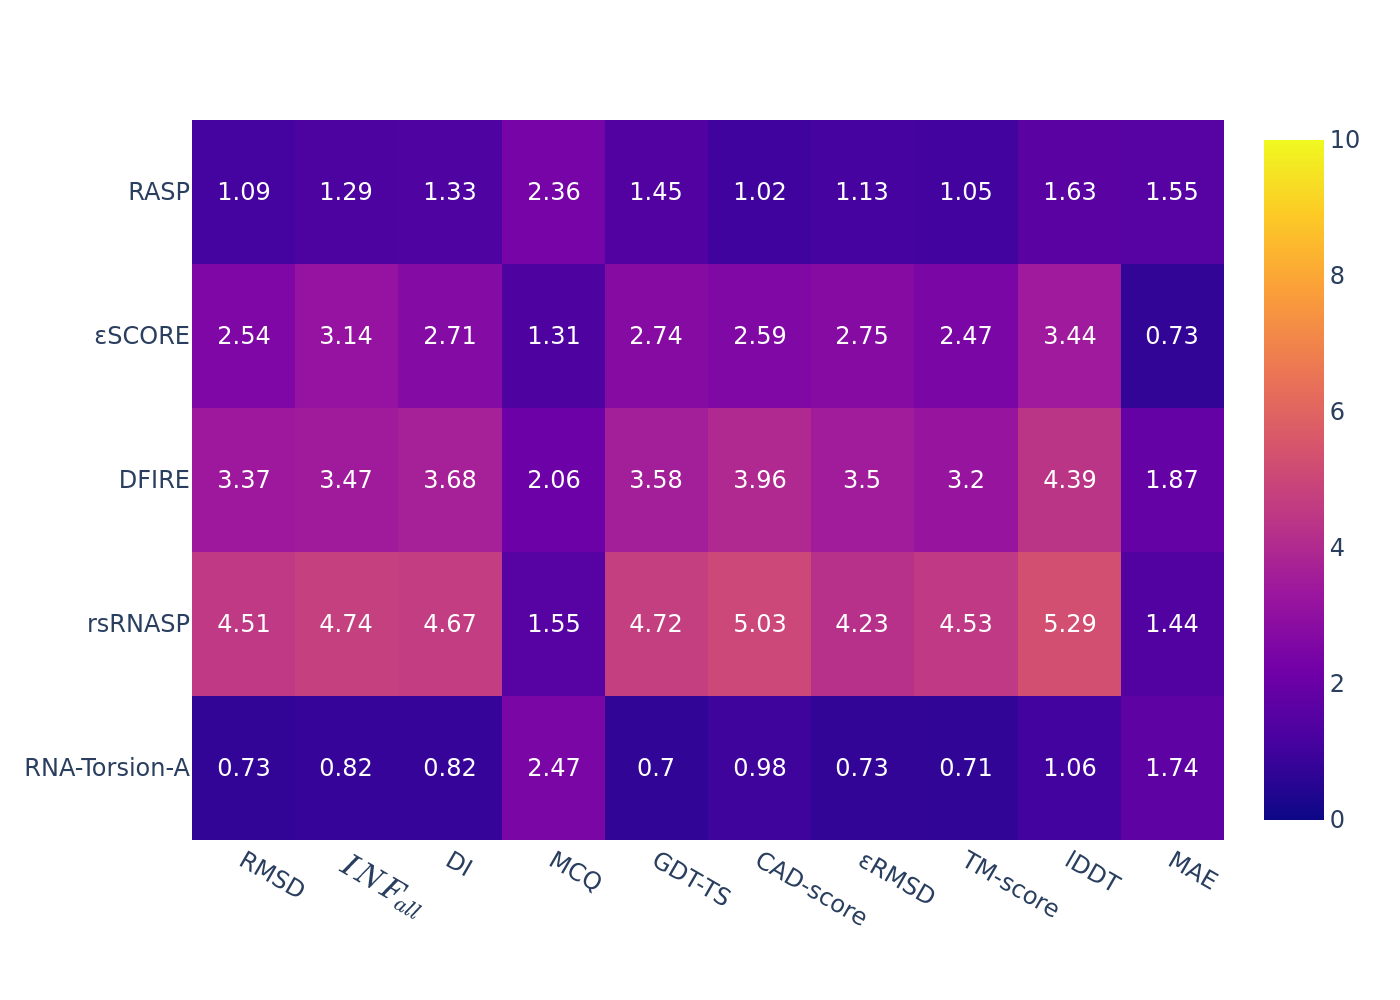 RASP 1.09 1.29 1.33 2.36 1.45 1.02 1.13 1.05 1.63 1.55
εSCORE 2.54 3.14 2.71 1.31 2.74 2.59 2.75 2.47 3.44 0.73
DFIRE 3.37 3.47 3.68 2.06 3.58 3.96 3.5 3.2 4.39 1.87
rsRNASP 4.51 4.74 4.67 1.55 4.72 5.03 4.23 4.53 5.29 1.44
RNA-Torsion-A 0.73 0.82 0.82 2.47 0.7 0.98 0.73 0.71 1.06 1.74
RMSD INF_all DI MCQ GDT-TS CAD-score εRMSD TM-score lDDT MAE
10
8
6
4
2
0